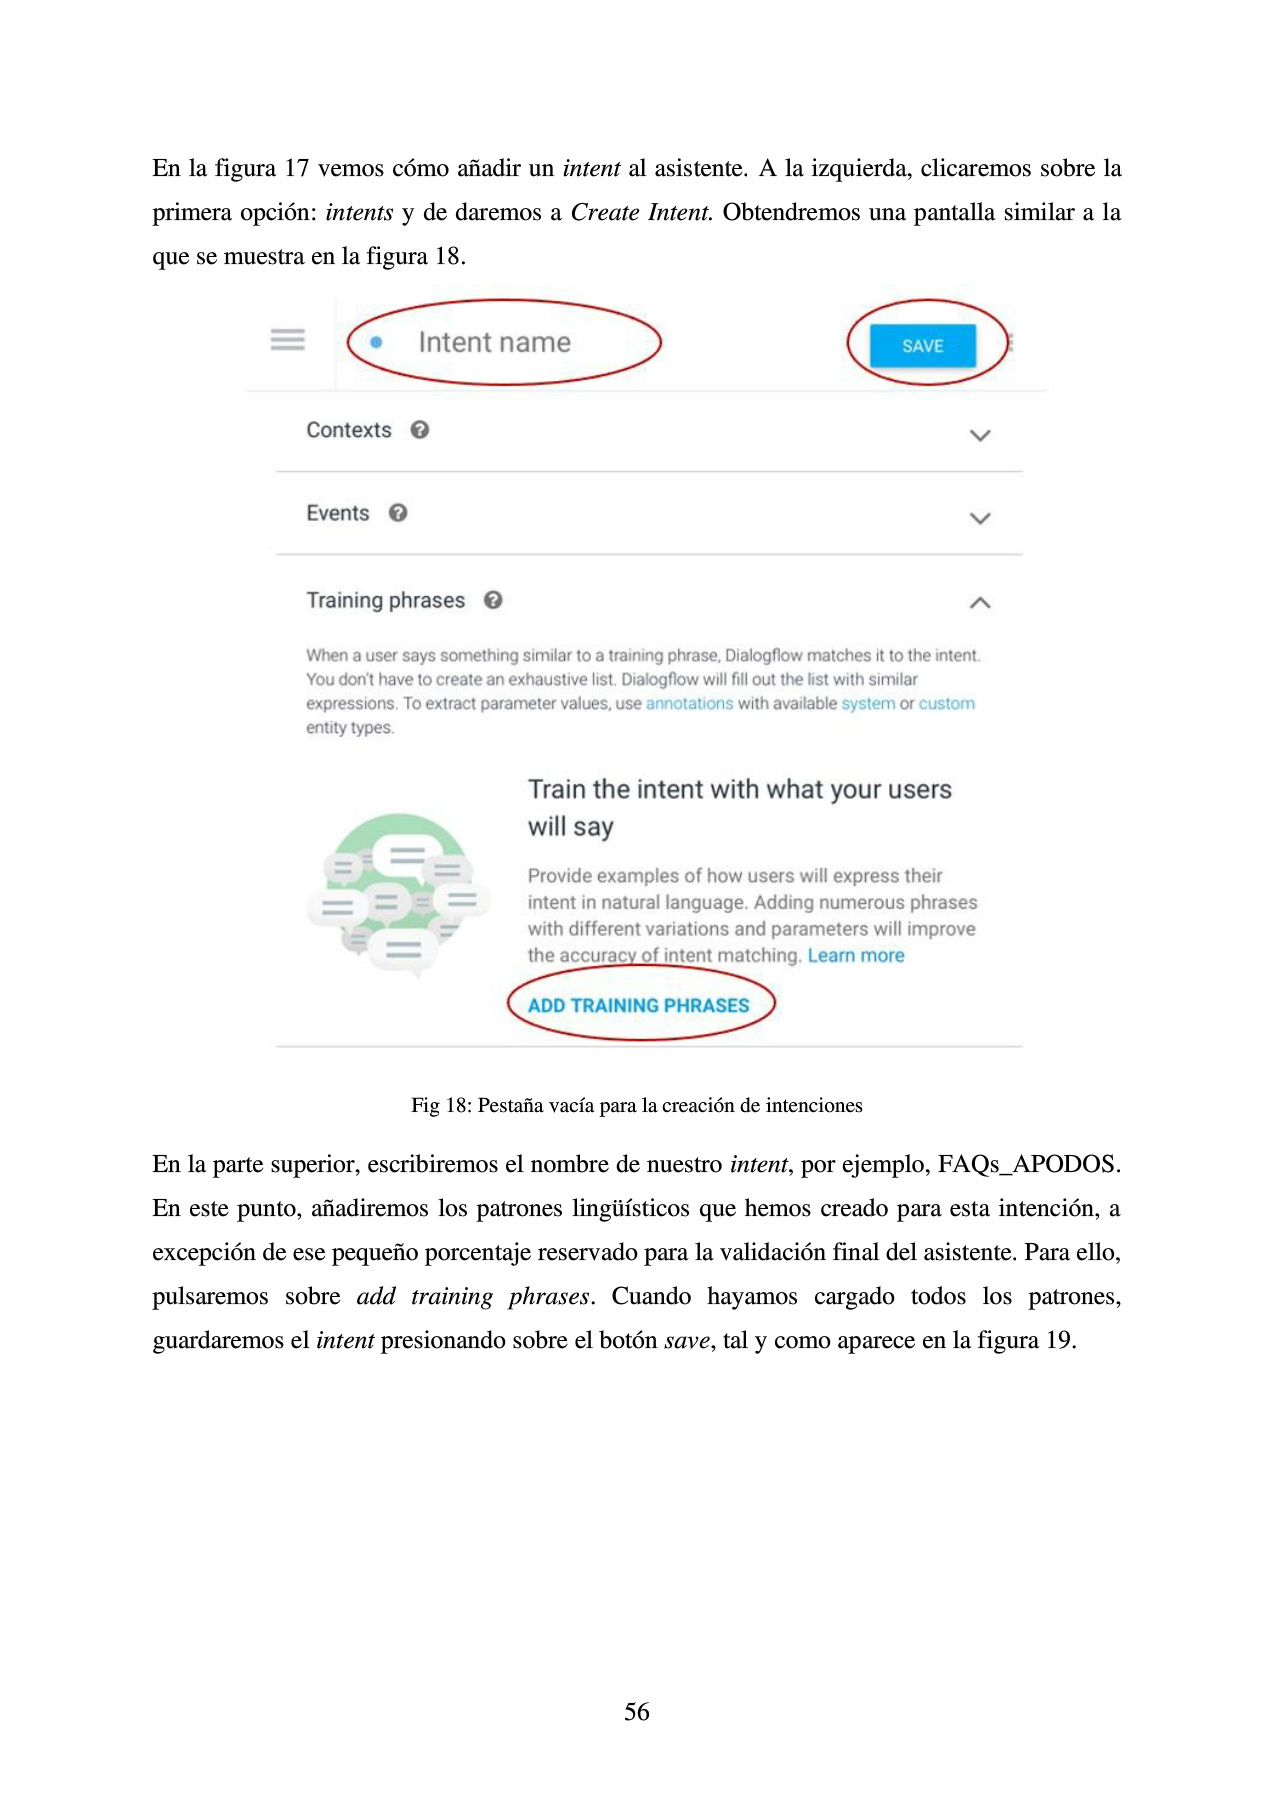 En la figura 17 vemos cómo añadir un intent al asistente. A la izquierda, clicaremos sobre la
primera opción: intents y de daremos a Create Intent. Obtendremos una pantalla similar a la
que se muestra en la figura 18.
Intent name
SAVE
Contexts
Events
Training phrases
When a user says something similar to a training phrase, Dialogflow matches it to the intent.
You don't have to create an exhaustive list. Dialogflow will fill out the list with similar
expressions. To extract parameter values, use annotations with available system or custom
entity types.
Train the intent with what your users
will say
Provide examples of how users will express their
intent in natural language. Adding numerous phrases
with different variations and parameters will improve
the accuracy of intent matching. Learn more
ADD TRAINING PHRASES
Fig 18: Pestaña vacía para la creación de intenciones
En la parte superior, escribiremos el nombre de nuestro intent, por ejemplo, FAQs_APODOS.
En este punto, añadiremos los patrones lingüísticos que hemos creado para esta intención, a
excepción de ese pequeño porcentaje reservado para la validación final del asistente. Para ello,
pulsaremos sobre add training phrases. Cuando hayamos cargado todos los patrones,
guardaremos el intent presionando sobre el botón save, tal y como aparece en la figura 19.
56